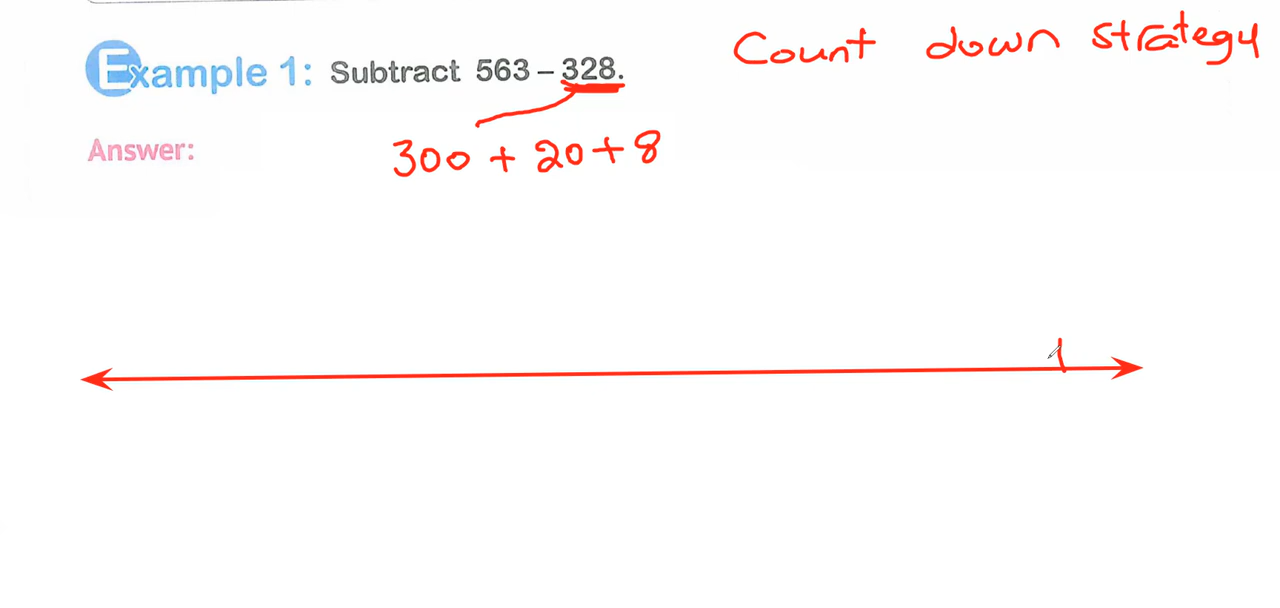 Count down strategy
Example 1: Subtract 563 – 328.
Answer:
300 + 20 + 8